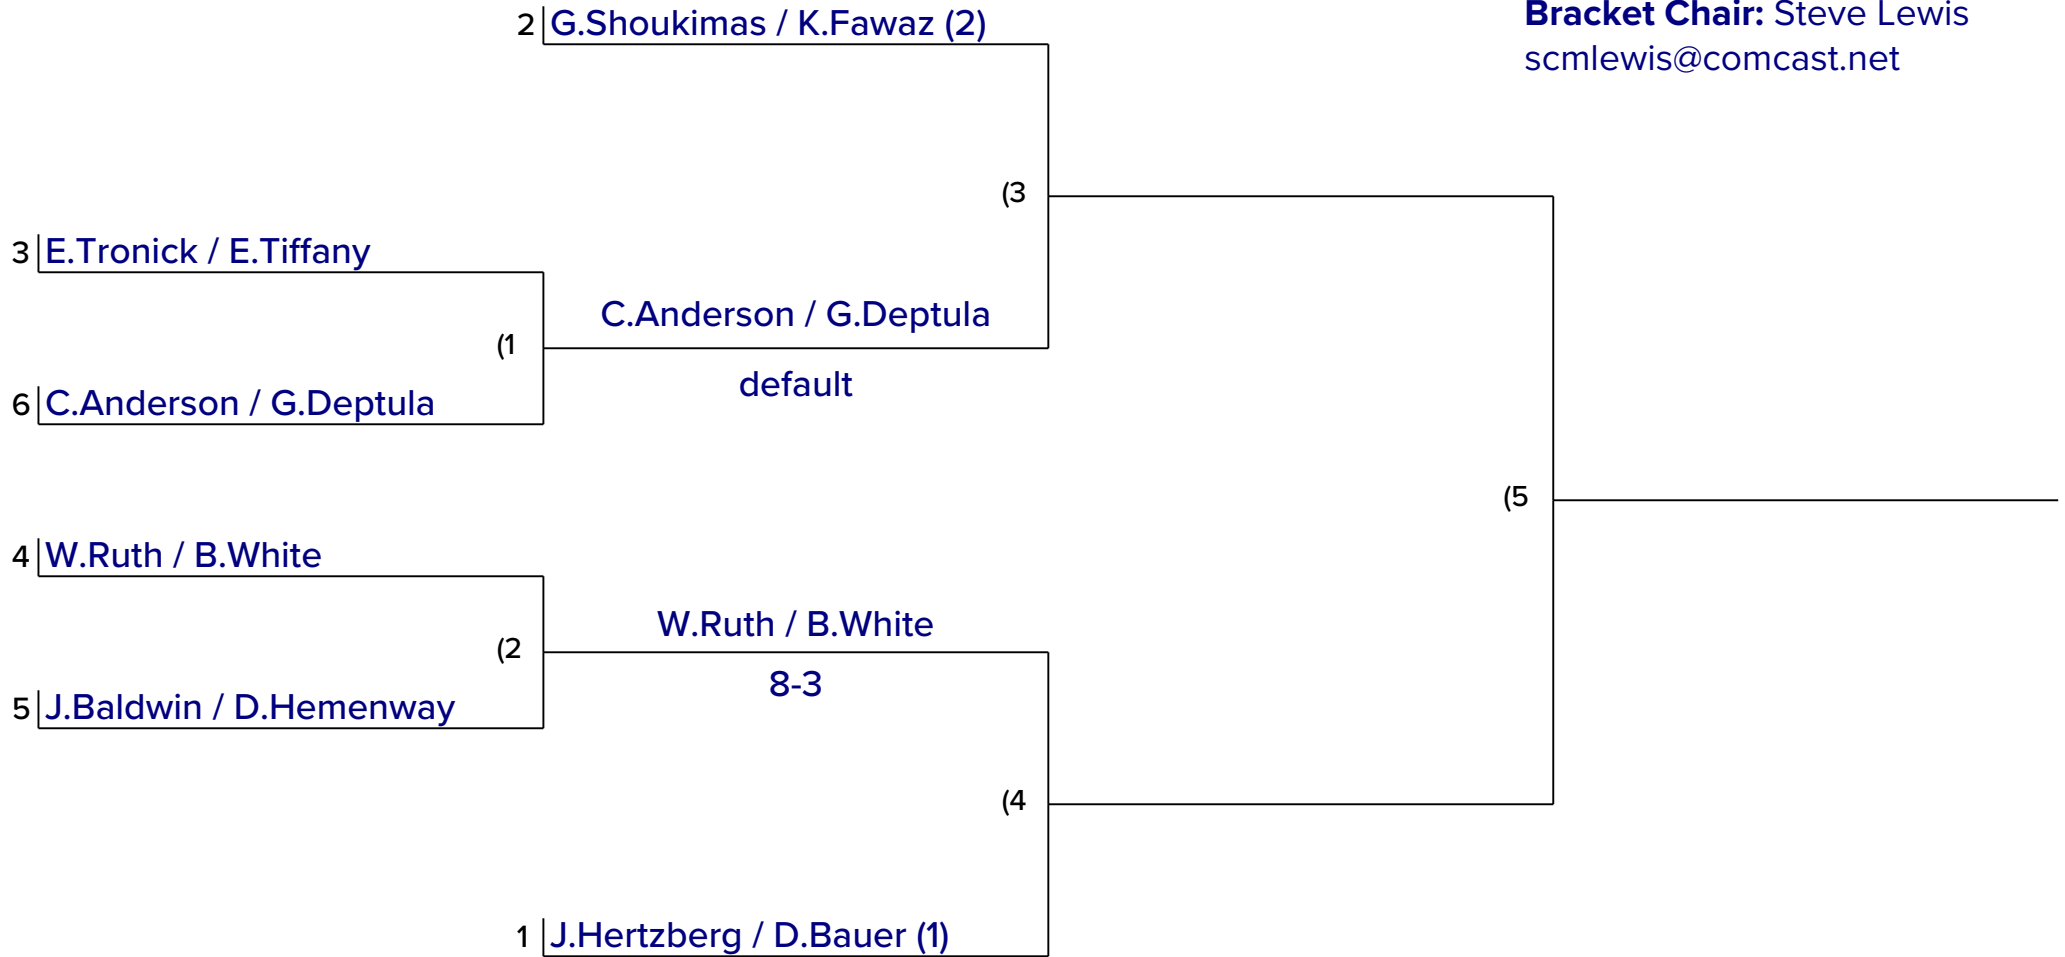 Bracket Chair: Steve Lewis
scmlewis@comcast.net
2 G.Shoukimas / K.Fawaz (2)
(3
3 E.Tronick / E.Tiffany
C.Anderson / G.Deptula
(1
default
6 C.Anderson / G.Deptula
(5
4 W.Ruth / B.White
W.Ruth / B.White
(2
8-3
5 J.Baldwin / D.Hemenway
(4
1 J.Hertzberg / D.Bauer (1)